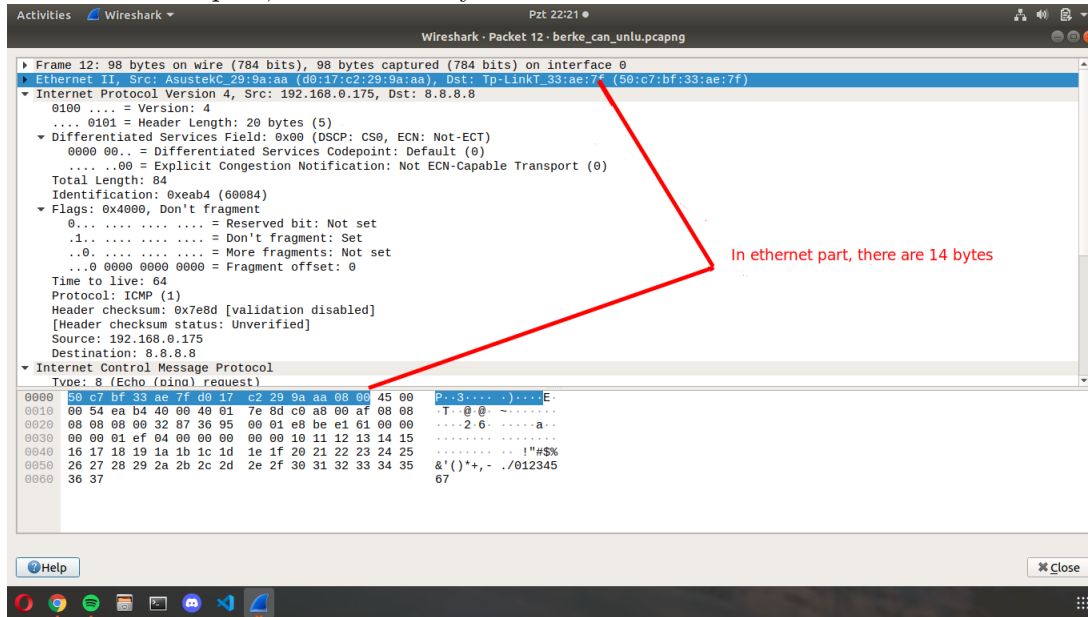 Activities Wireshark Pzt 22:21
Wireshark · Packet 12 · berke_can_unlu.pcapng
Frame 12: 98 bytes on wire (784 bits), 98 bytes captured (784 bits) on interface 0
Ethernet II, Src: AsustekC_29:9a:aa (d0:17:c2:29:9a:aa), Dst: Tp-LinkT_33:ae:7f (50:c7:bf:33:ae:7f)
Internet Protocol Version 4, Src: 192.168.0.175, Dst: 8.8.8.8
0100 .... = Version: 4
.... 0101 = Header Length: 20 bytes (5)
Differentiated Services Field: 0x00 (DSCP: CS0, ECN: Not-ECT)
0000 00.. = Differentiated Services Codepoint: Default (0)
.... ..00 = Explicit Congestion Notification: Not ECN-Capable Transport (0)
Total Length: 84
Identification: 0xeab4 (60084)
Flags: 0x4000, Don't fragment
0... .... .... .... = Reserved bit: Not set
.1.. .... .... .... = Don't fragment: Set
..0. .... .... .... = More fragments: Not set
...0 0000 0000 0000 = Fragment offset: 0
In ethernet part, there are 14 bytes
Time to live: 64
Protocol: ICMP (1)
Header checksum: 0x7e8d [validation disabled]
[Header checksum status: Unverified]
Source: 192.168.0.175
Destination: 8.8.8.8
Internet Control Message Protocol
Type: 8 (Echo (ping) request)
0000 50 c7 bf 33 ae 7f d0 17 c2 29 9a aa 08 00 45 00 P··3···· ·)····E·
0010 00 54 ea b4 40 00 40 01 7e 8d c0 a8 00 af 08 08 ·T··@·@· ~·······
0020 08 08 08 00 32 87 36 95 00 01 e8 be e1 61 00 00 ····2·6· ·····a··
0030 00 00 01 ef 04 00 00 00 00 00 10 11 12 13 14 15 ········ ········
0040 16 17 18 19 1a 1b 1c 1d 1e 1f 20 21 22 23 24 25 ········ ·· !"#$%
0050 26 27 28 29 2a 2b 2c 2d 2e 2f 30 31 32 33 34 35 &'()*+,- ./012345
0060 36 37 67
Help Close